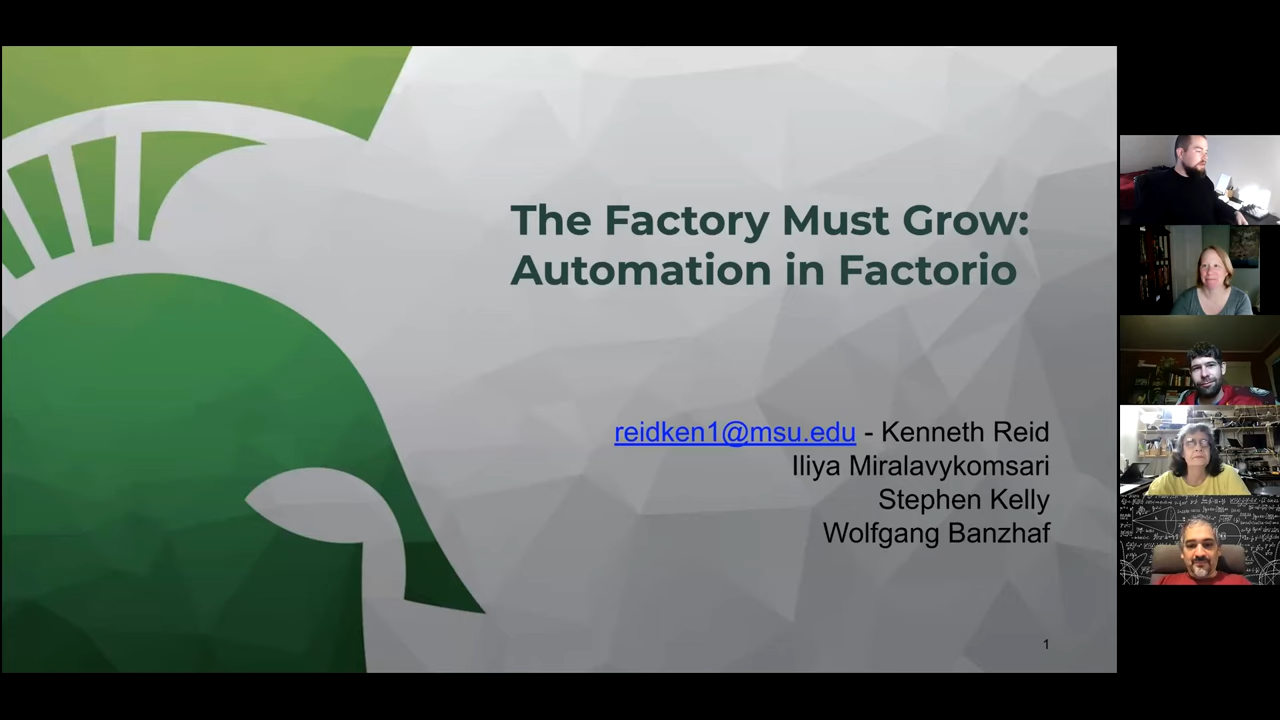 The Factory Must Grow:
Automation in Factorio
reidken1@msu.edu - Kenneth Reid
Iliya Miralavykomsari
Stephen Kelly
Wolfgang Banzhaf
1